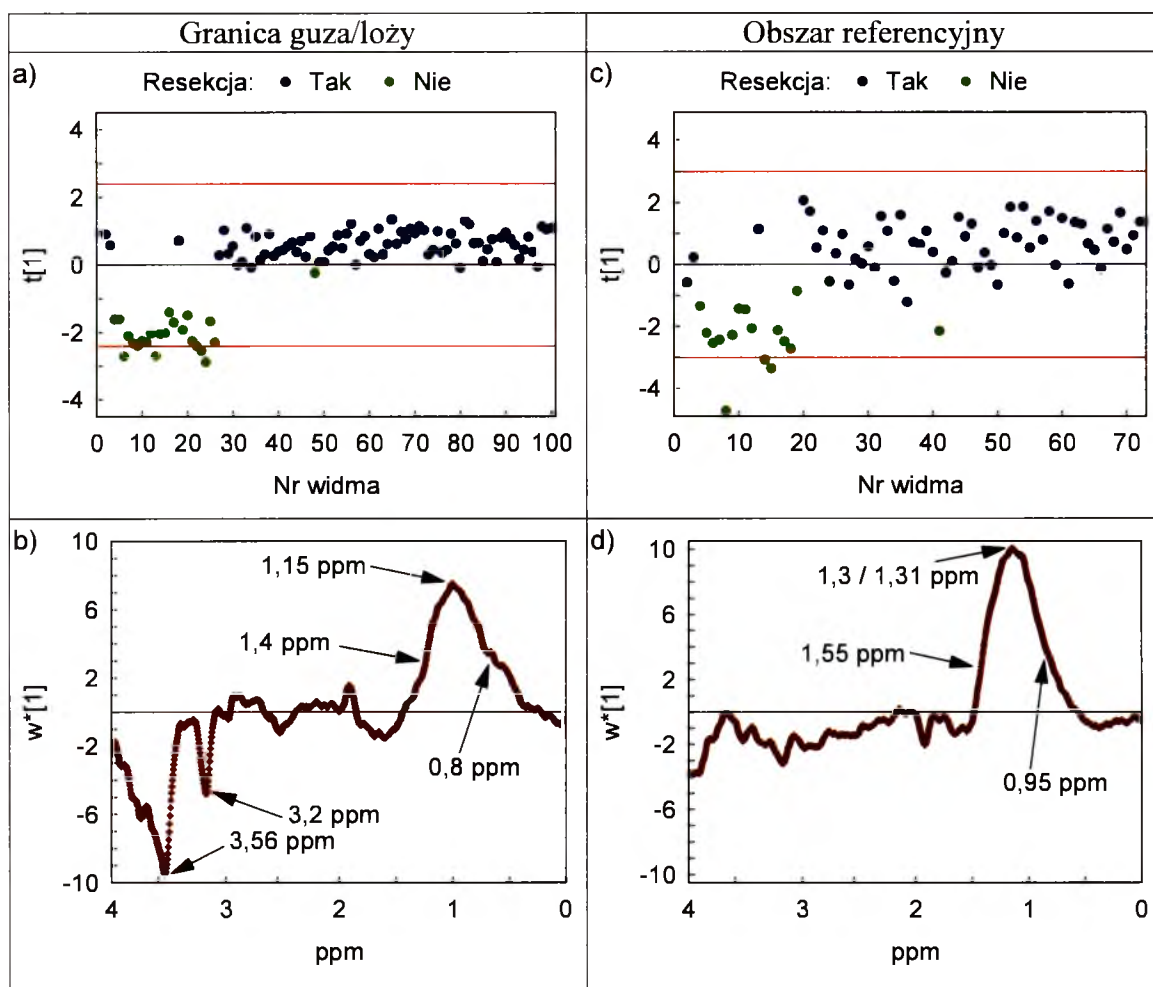 Granica guza/loży
Obszar referencyjny
a)
Resekcja: Tak Nie
4
2
0
-2
-4
t[1]
0 10 20 30 40 50 60 70 80 90 100
Nr widma
c)
Resekcja: Tak Nie
4
2
0
-2
-4
t[1]
0 10 20 30 40 50 60 70
Nr widma
b)
10
6
2
-2
-6
-10
w*[1]
1,15 ppm
1,4 ppm
0,8 ppm
3,2 ppm
3,56 ppm
4 3 2 1 0
ppm
d)
10
6
2
-2
-6
-10
w*[1]
1,3 / 1,31 ppm
1,55 ppm
0,95 ppm
4 3 2 1 0
ppm